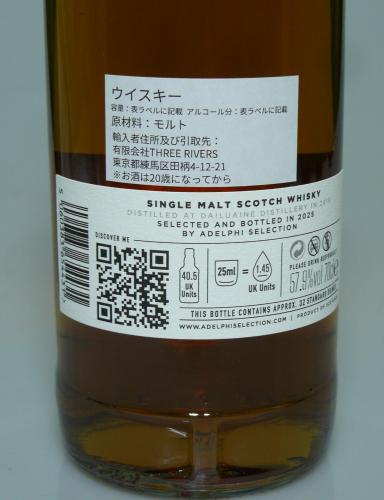 ウイスキー
容量：表ラベルに記載 アルコール分：表ラベルに記載
原材料：モルト
輸入者住所及び引取先：
有限会社THREE RIVERS
東京都練馬区田柄4-12-21
※お酒は20歳になってから
SINGLE MALT SCOTCH WHISKY
DISTILLED AT DAILUAINE DISTILLERY IN
SELECTED AND BOTTLED IN 2025
BY ADELPHI SELECTION
DISCOVER ME
40.5
UK
Units
25ml
=
1.45
UK Units
PLEASE DRINK RESPONSIBLY
57.9%vol 70cl
THIS BOTTLE CONTAINS APPROX. 32 STANDARD
WWW.ADELPHISELECTION.COM | PRODUCT OF